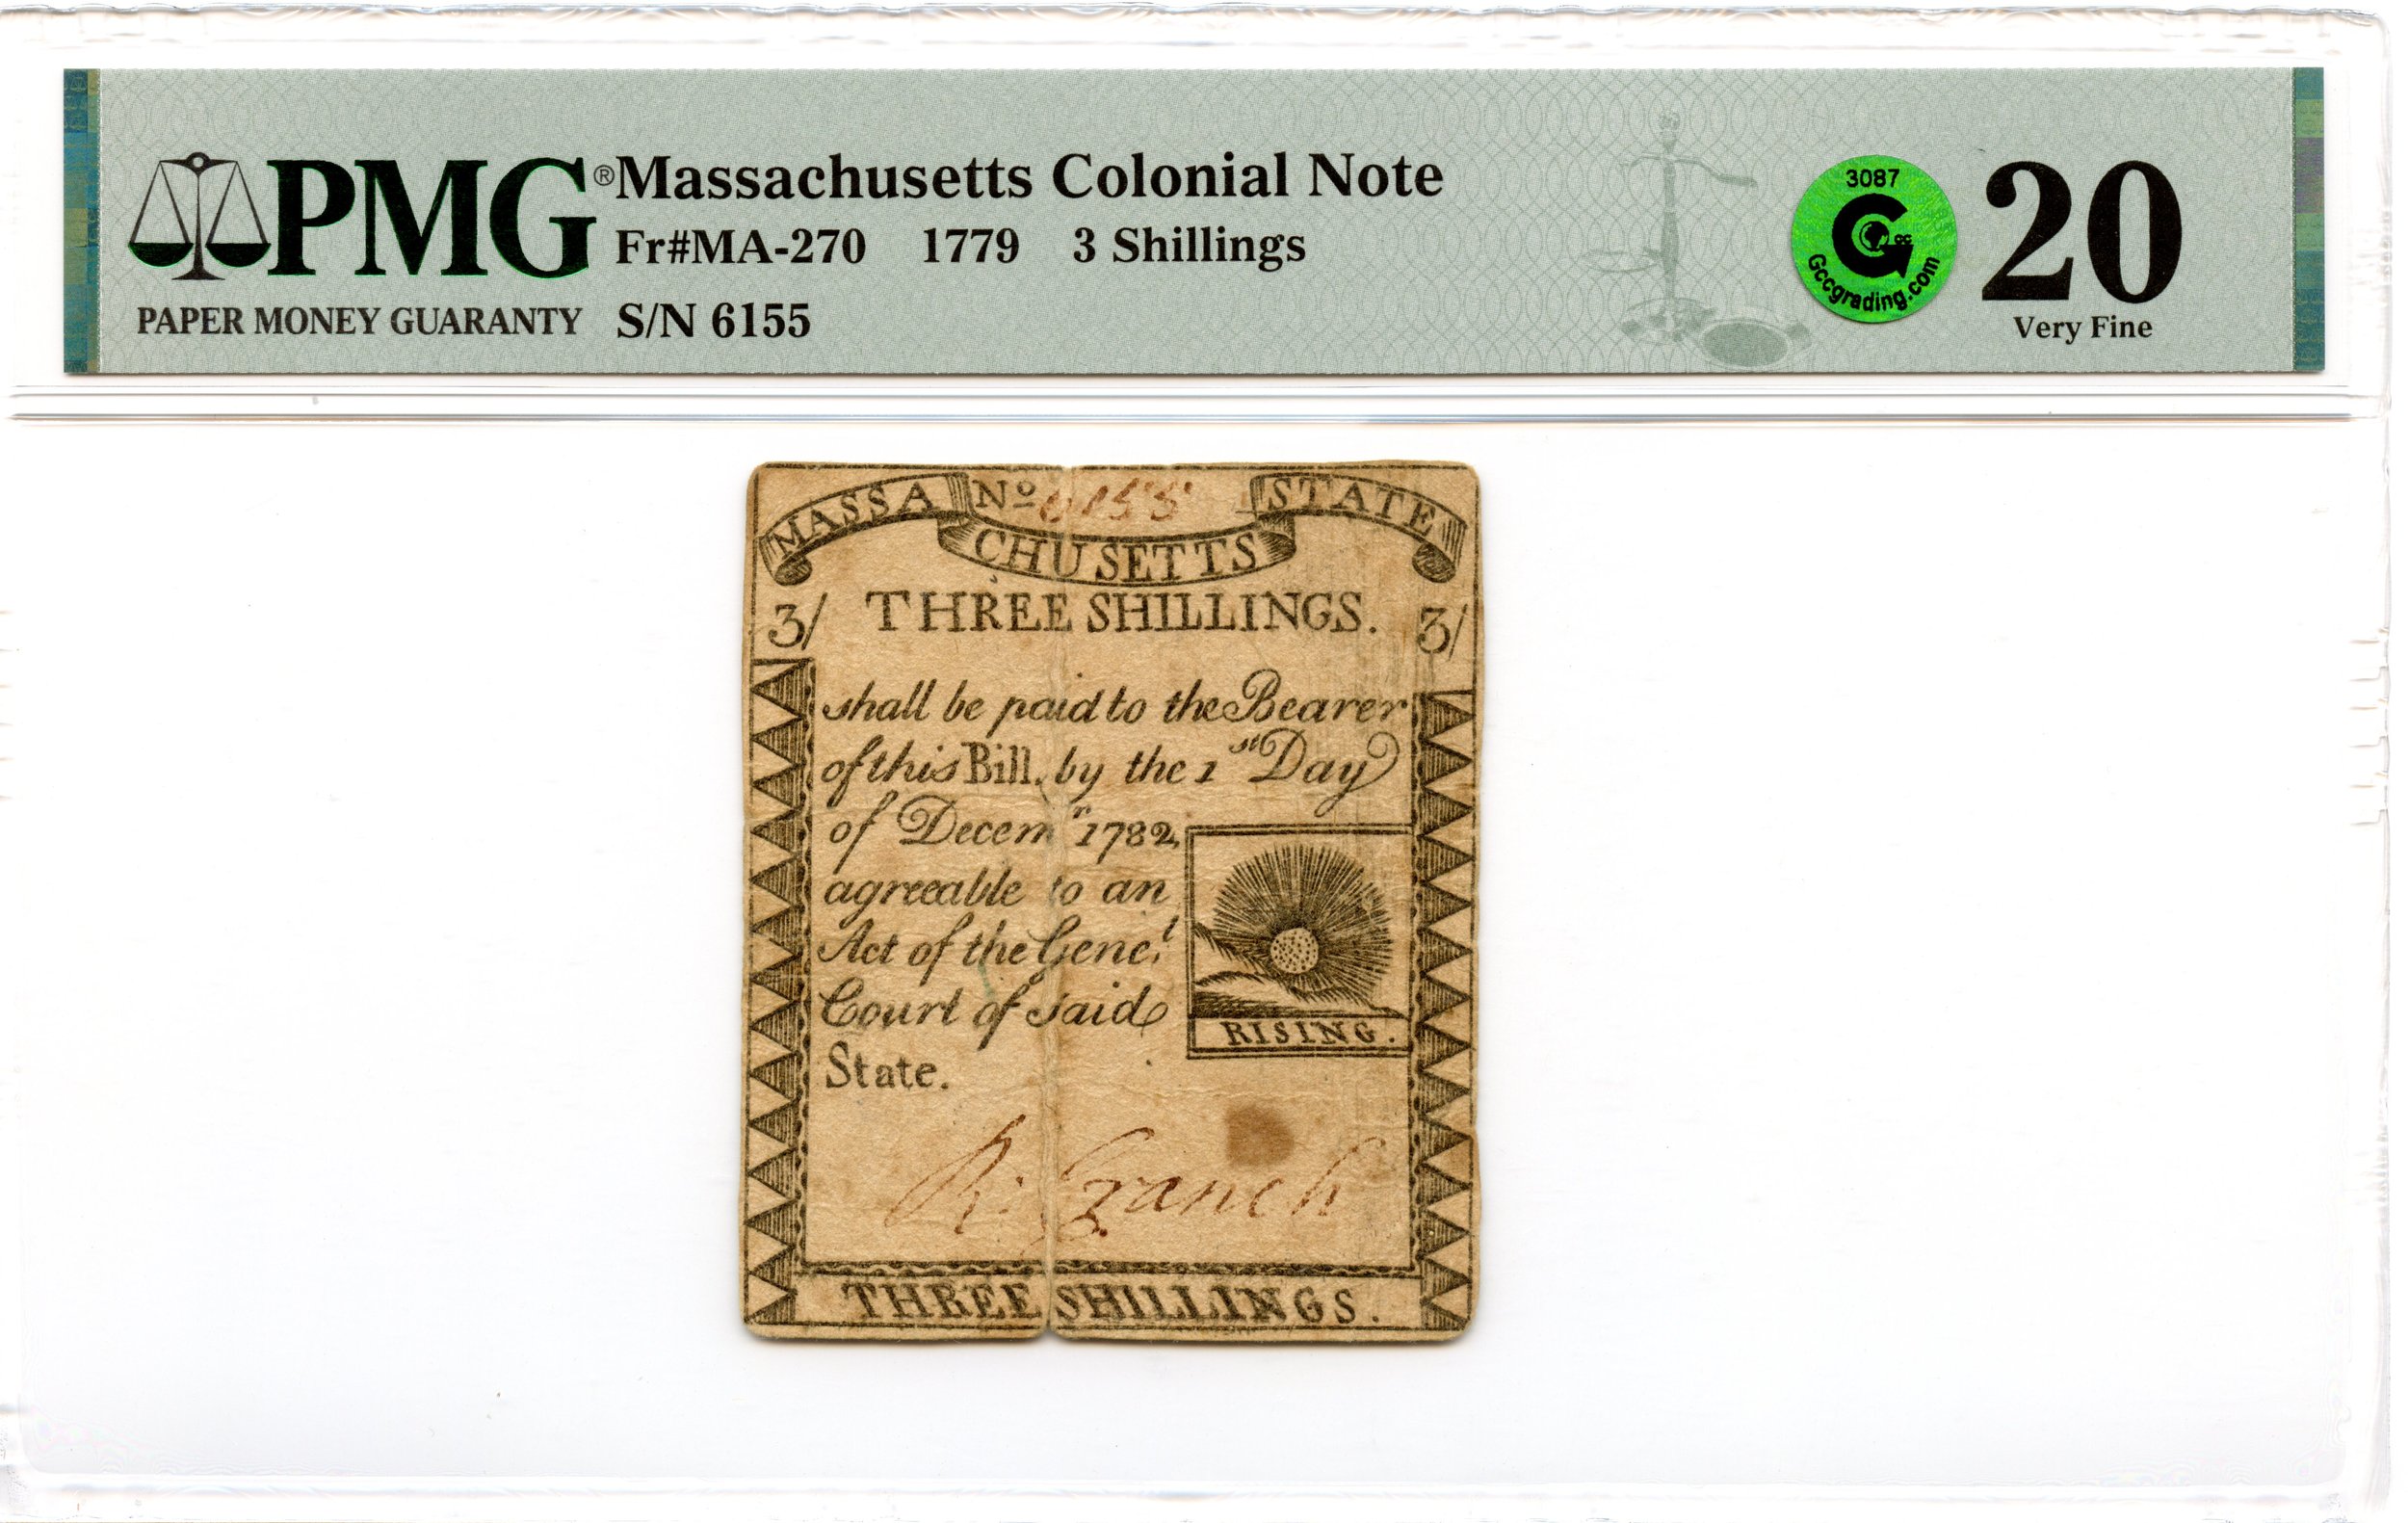 PMG® Massachusetts Colonial Note
Fr#MA-270 1779 3 Shillings
PAPER MONEY GUARANTY S/N 6155
3087
Gccgrading.com
20
Very Fine
MASSA No 6155 STATE
CHUSETTS
3/ THREE SHILLINGS. 3/
shall be paid to the Bearer
of this Bill, by the 1st Day
of Decemr 1782,
agreeable to an
Act of the Genel
Court of said
State.
RISING.
R: Cranch
THREE SHILLINGS.